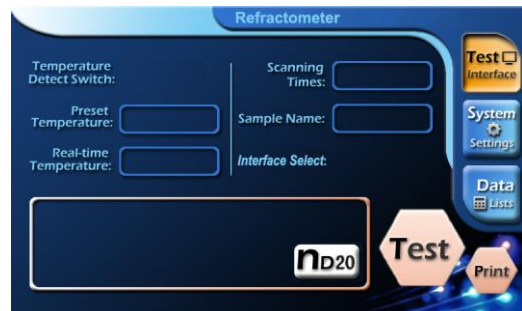 Refractometer
Temperature
Detect Switch:
Preset
Temperature:
Real-time
Temperature:
Scanning
Times:
Sample Name:
Interface Select:
Test
Interface
System
Settings
Data
Lists
nD20
Test
Print